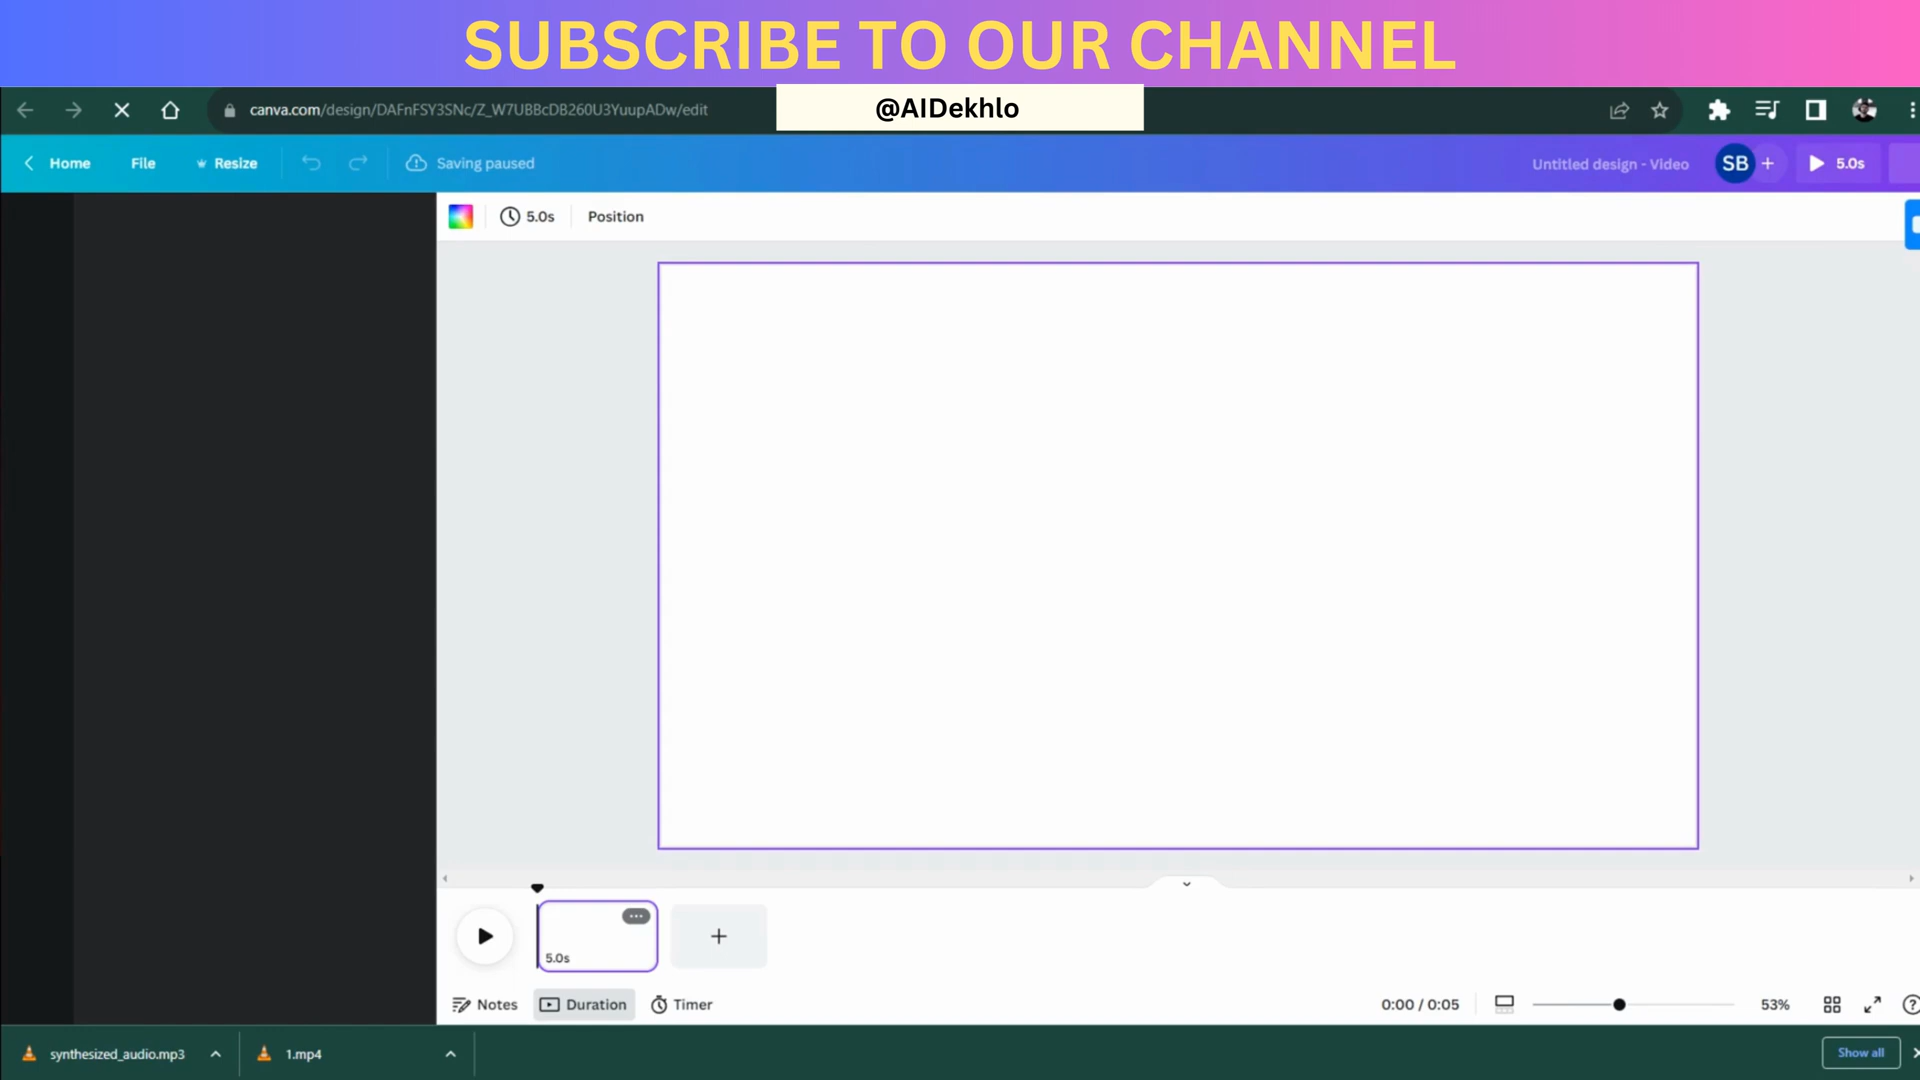 SUBSCRIBE TO OUR CHANNEL
@AIDekhlo
canva.com/design/DAFnFSY3SNc/Z_W7UBBcDB260U3YuupADw/edit
Home File Resize Saving paused Untitled design - Video SB + 5.0s
5.0s Position
5.0s
Notes Duration Timer 0:00 / 0:05 53%
synthesized_audio.mp3 1.mp4 Show all